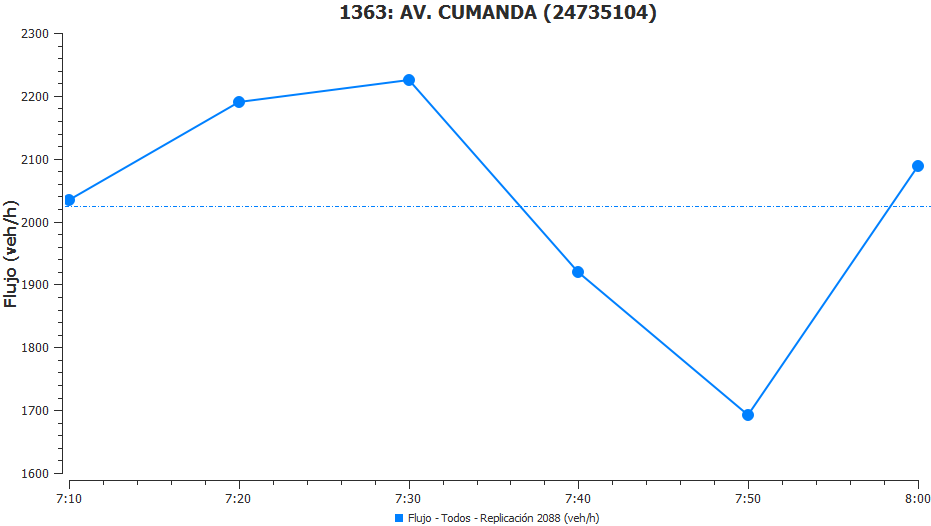 1363: AV. CUMANDA (24735104)
Flujo (veh/h)
2300
2200
2100
2000
1900
1800
1700
1600
7:10 7:20 7:30 7:40 7:50 8:00
Flujo - Todos - Replicación 2088 (veh/h)